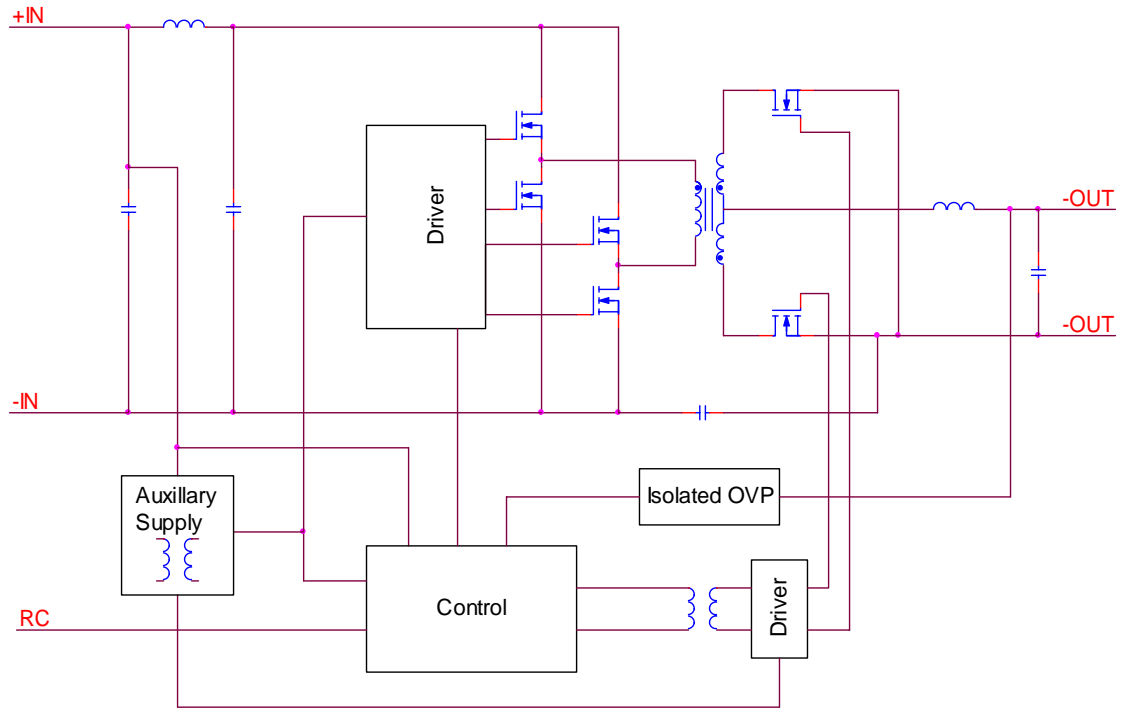 +IN
Driver
-OUT
-OUT
-IN
Auxillary
Supply
Isolated OVP
Control
Driver
RC